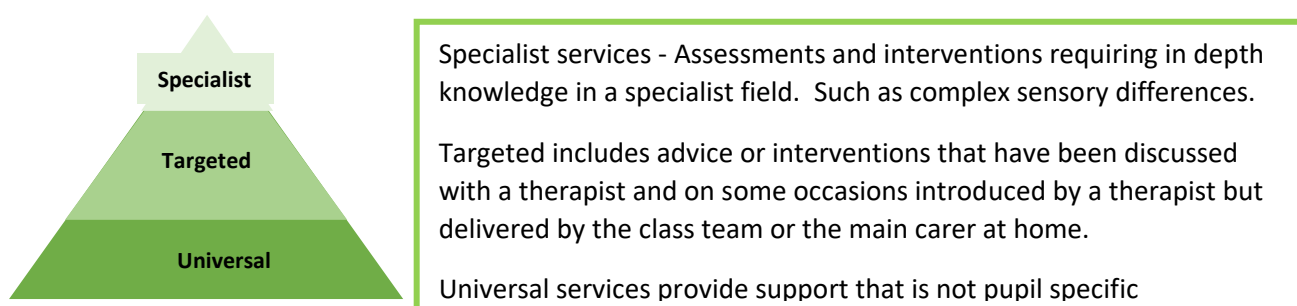 Specialist
Targeted
Universal
Specialist services - Assessments and interventions requiring in depth
knowledge in a specialist field.  Such as complex sensory differences.
Targeted includes advice or interventions that have been discussed
with a therapist and on some occasions introduced by a therapist but
delivered by the class team or the main carer at home.
Universal services provide support that is not pupil specific